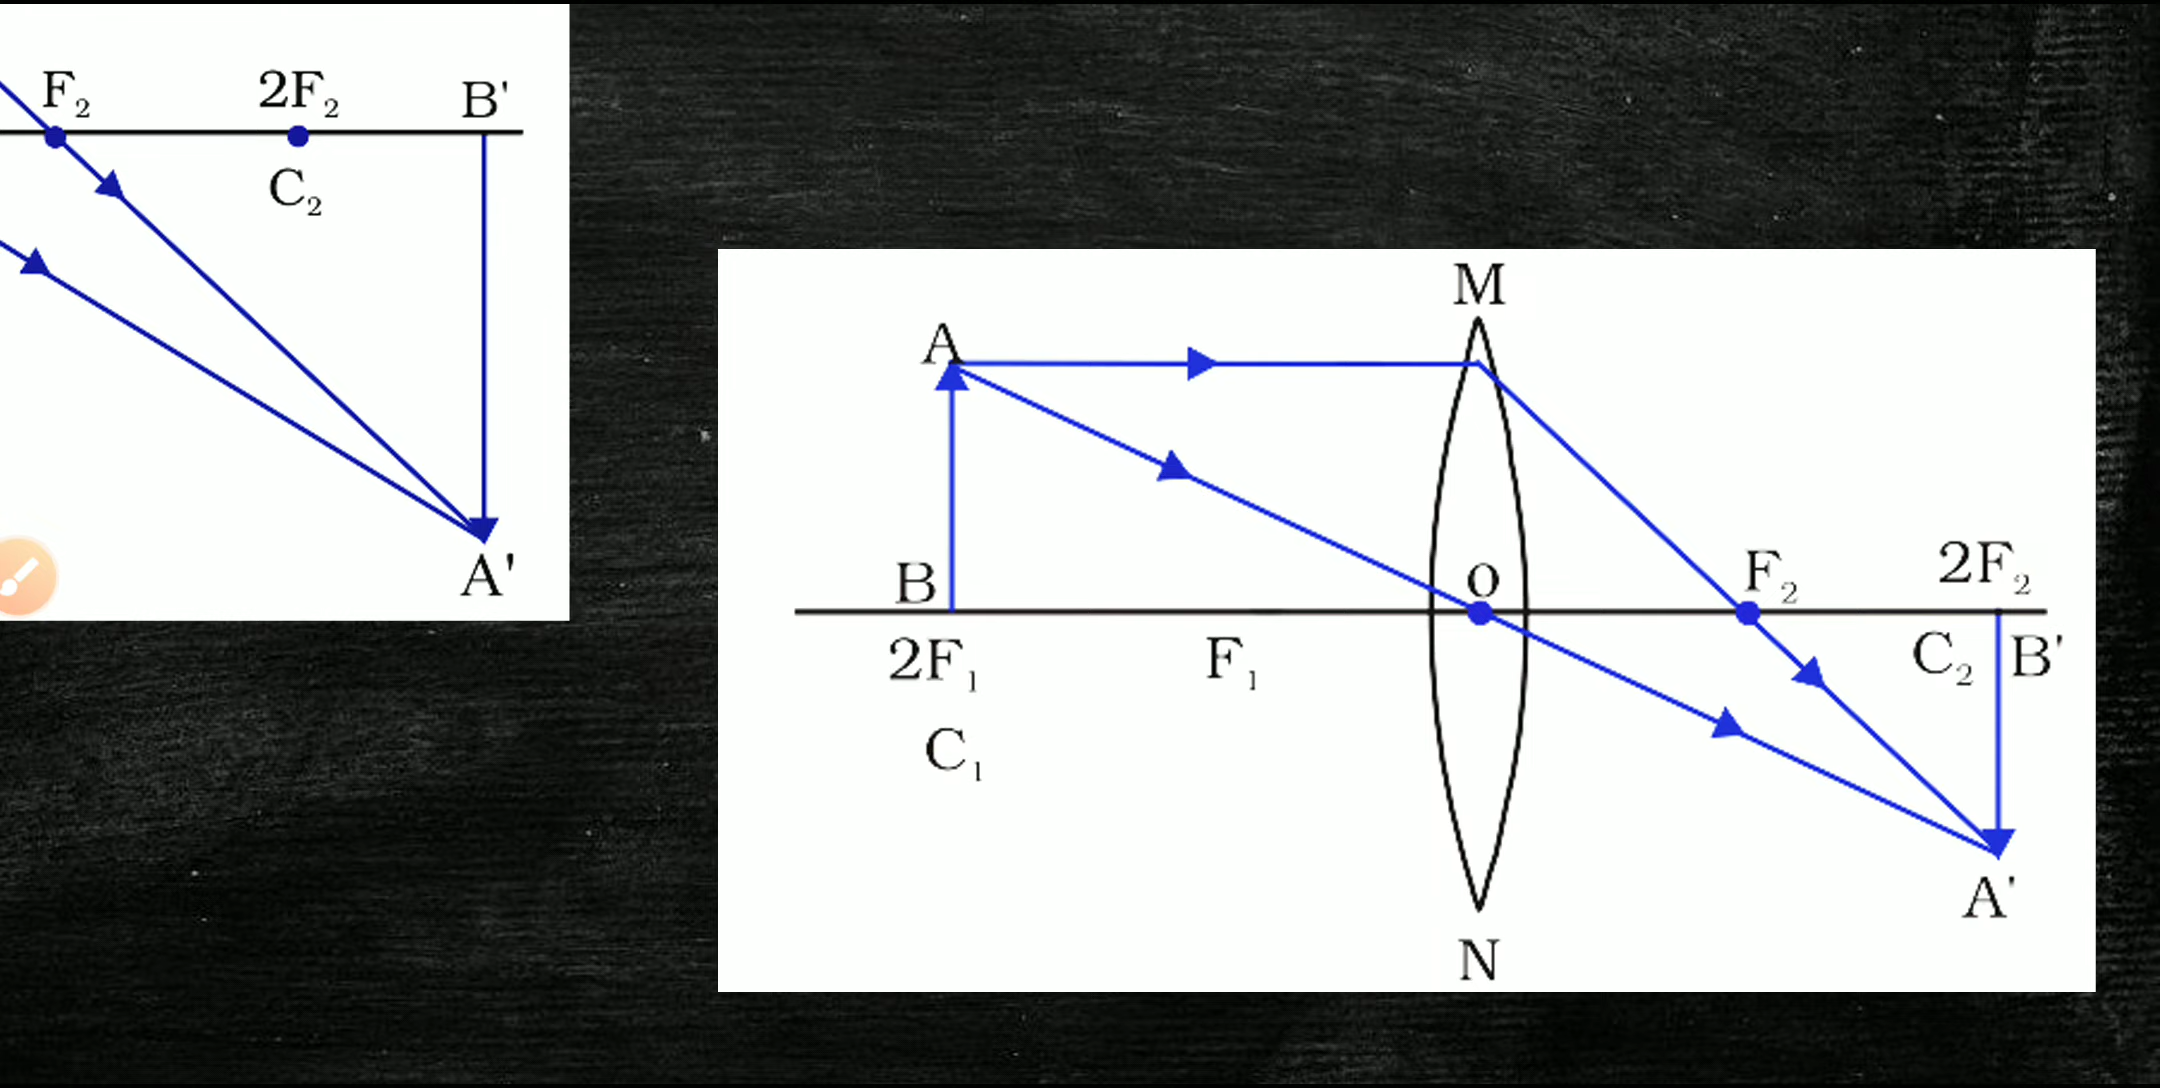 F₂ 2F₂ B'
C₂
A'
M
A
B O F₂ 2F₂
2F₁ F₁ C₂ B'
C₁
A'
N